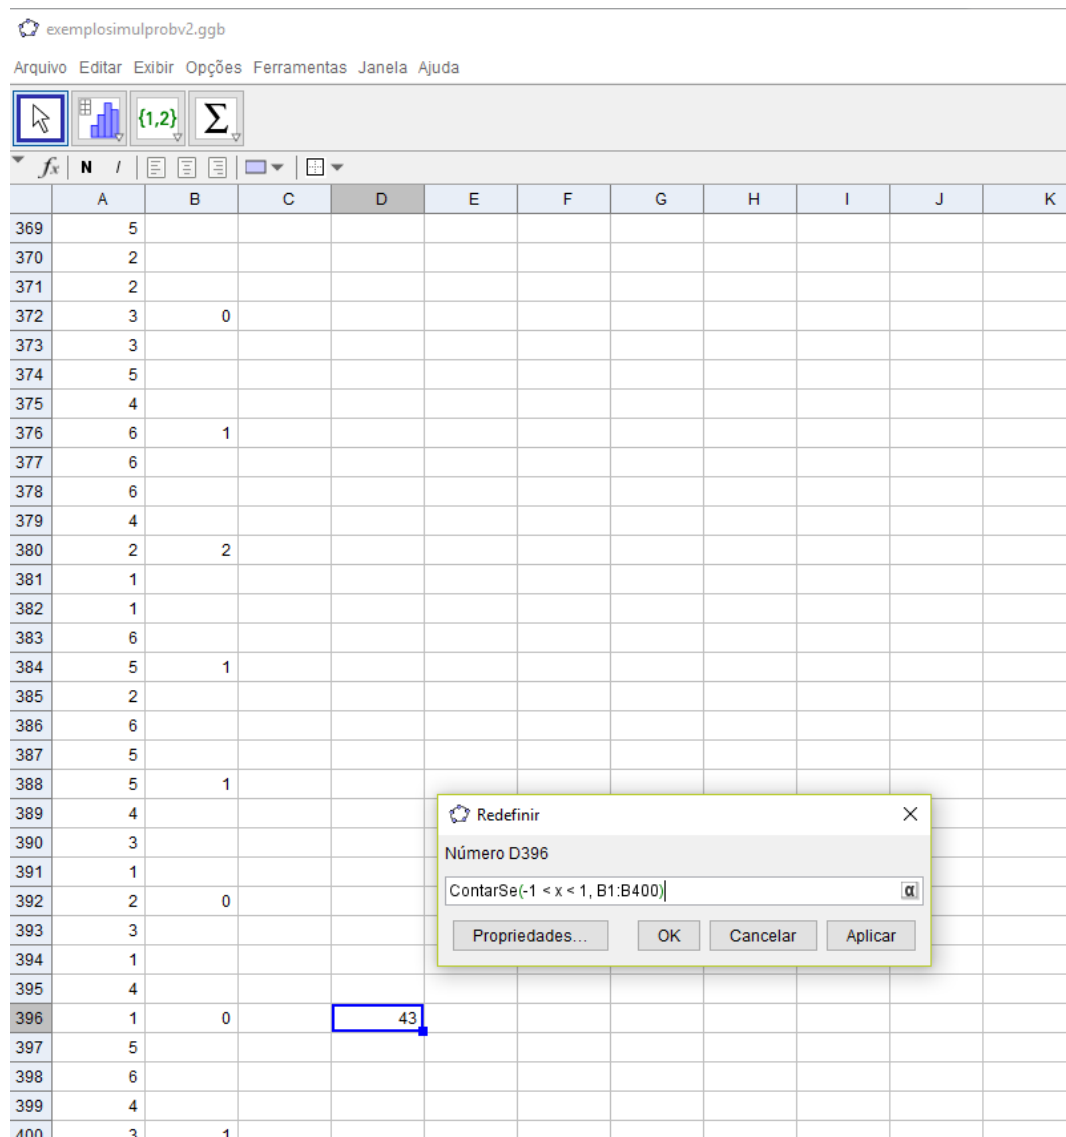 exemplosimulprobv2.ggb
Arquivo Editar Exibir Opções Ferramentas Janela Ajuda
{1,2} Σ
fx N I
A B C D E F G H I J K
369 5
370 2
371 2
372 3 0
373 3
374 5
375 4
376 6 1
377 6
378 6
379 4
380 2 2
381 1
382 1
383 6
384 5 1
385 2
386 6
387 5
388 5 1
389 4
Redefinir
390 3
Número D396
391 1
ContarSe(-1 < x < 1, B1:B400) α
392 2 0
393 3
Propriedades... OK Cancelar Aplicar
394 1
395 4
396 1 0 43
397 5
398 6
399 4
400 3 1